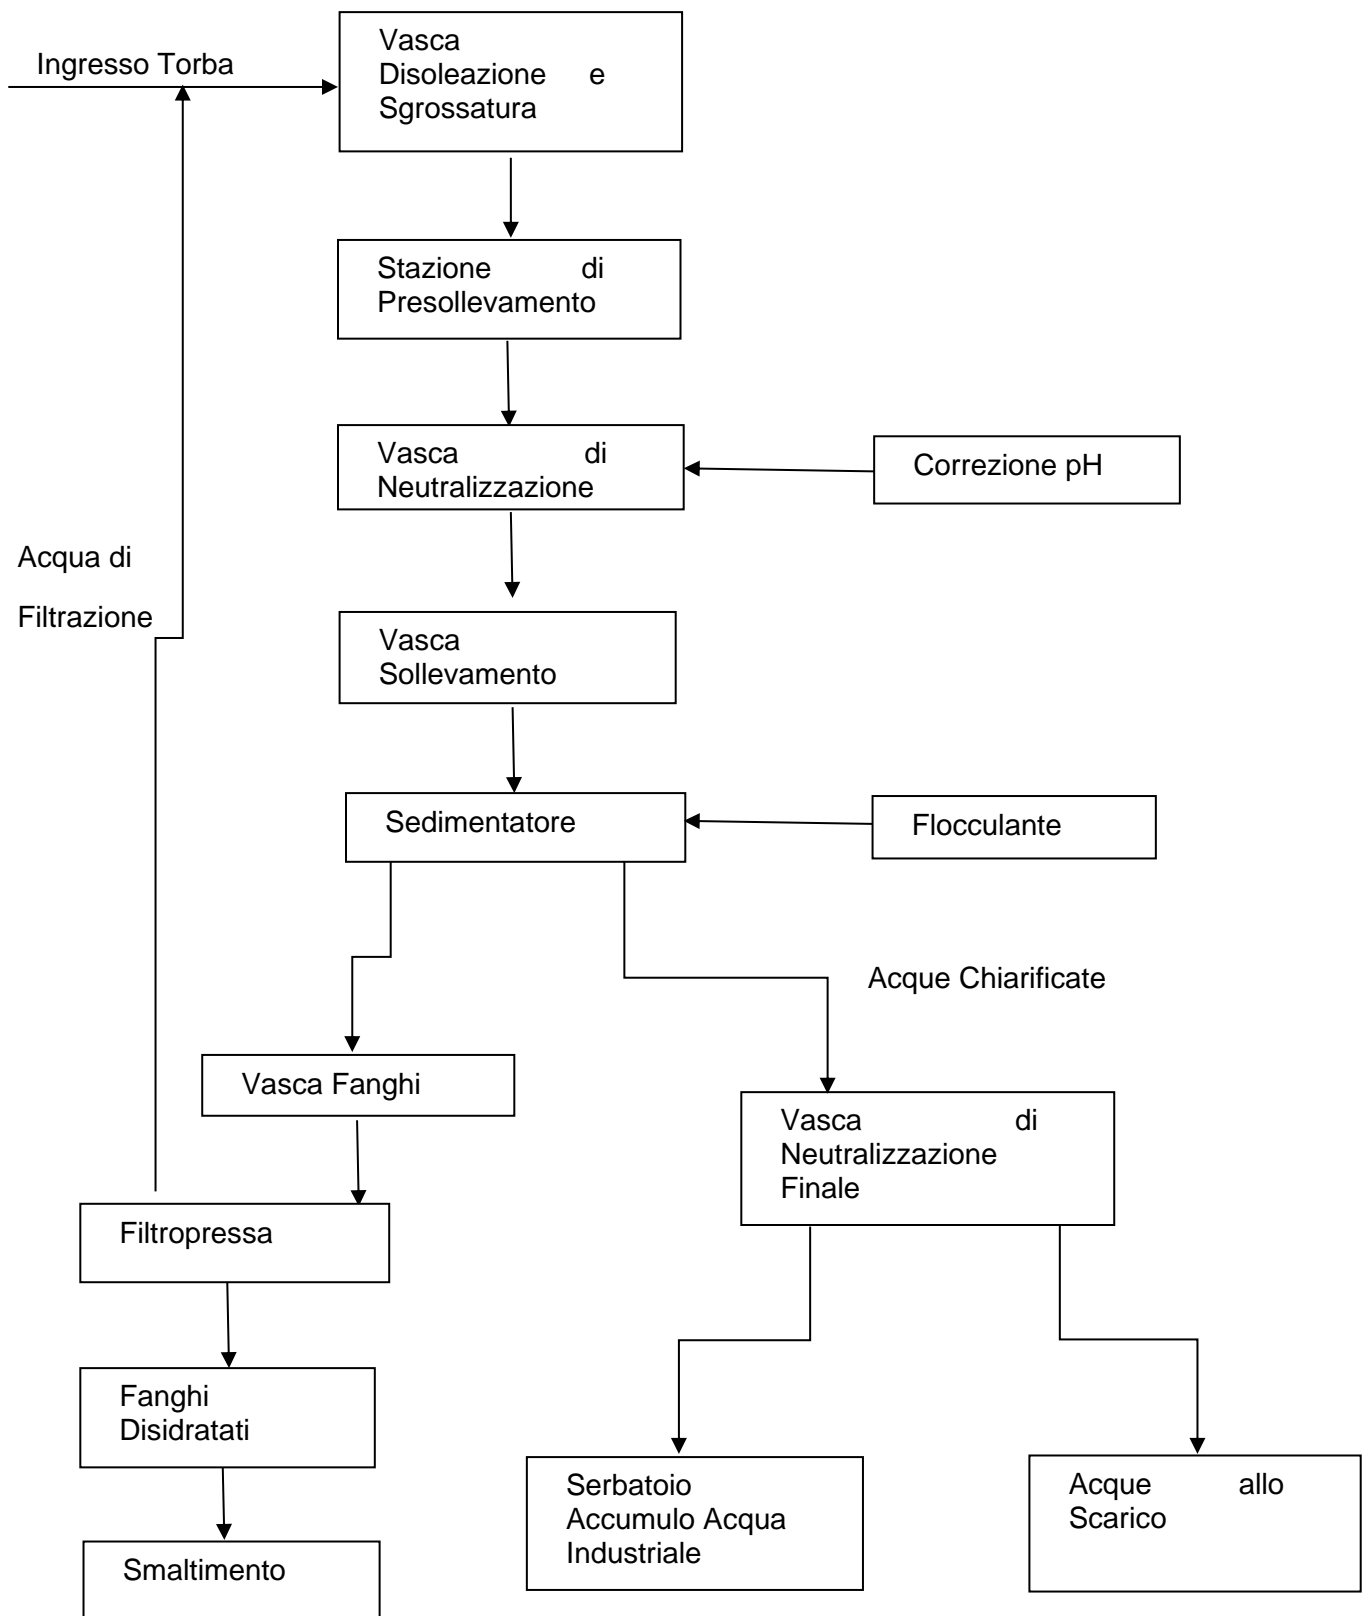 Vasca
Disoleazione e
Sgrossatura
Ingresso Torba
Stazione di
Presollevamento
Vasca di
Neutralizzazione
Correzione pH
Acqua di
Filtrazione
Vasca
Sollevamento
Sedimentatore
Flocculante
Acque Chiarificate
Vasca Fanghi
Vasca di
Neutralizzazione
Finale
Filtropressa
Fanghi
Disidratati
Serbatoio
Accumulo Acqua
Industriale
Acque allo
Scarico
Smaltimento